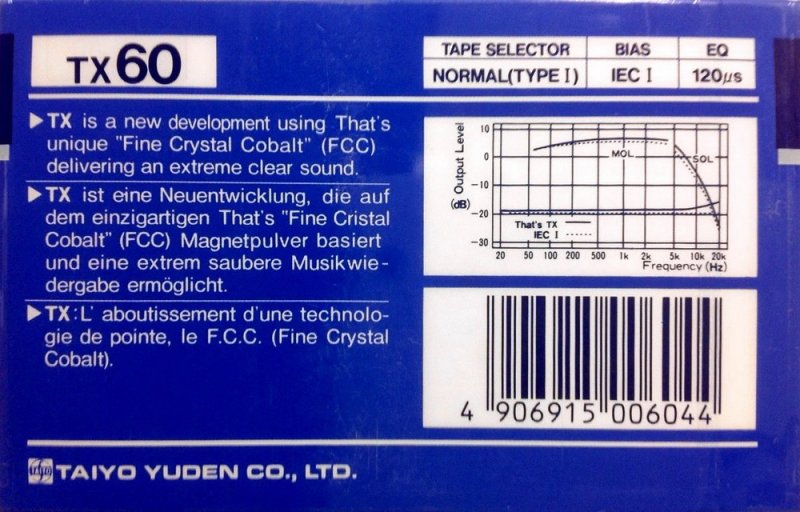 TX60
TAPE SELECTOR BIAS EQ
NORMAL(TYPE I) IEC I 120μs
▶TX is a new development using That's
unique "Fine Crystal Cobalt" (FCC)
delivering an extreme clear sound.
▶TX ist eine Neuentwicklung, die auf
dem einzigartigen That's "Fine Cristal
Cobalt" (FCC) Magnetpulver basiert
und eine extrem saubere Musikwie-
dergabe ermöglicht.
▶TX:L' aboutissement d'une technolo-
gie de pointe, le F.C.C. (Fine Crystal
Cobalt).
Output Level
(dB)
10
0
-10
-20
-30
MOL
SOL
That's TX
IEC I
20 50 100 200 500 1k 2k 5k 10k 20k
Frequency (Hz)
4 906915 006044
TAIYO
TAIYO YUDEN CO., LTD.